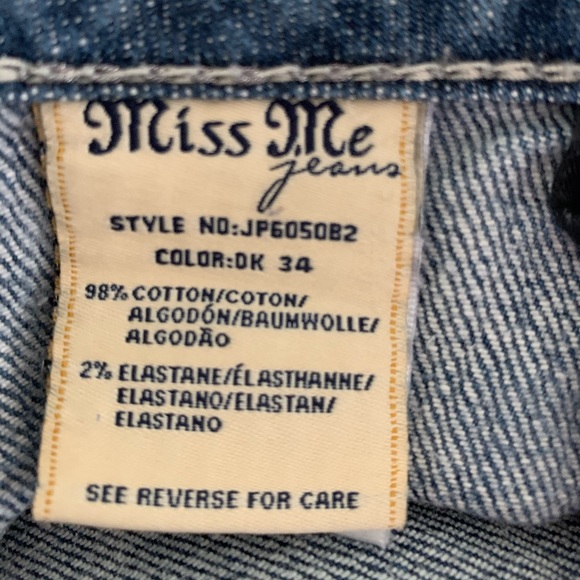 Miss Me
jeans
STYLE NO:JP6050B2
COLOR:DK 34
98% COTTON/COTON/
ALGODÓN/BAUMWOLLE/
ALGODÃO
2% ELASTANE/ÉLASTHANNE/
ELASTANO/ELASTAN/
ELASTANO
SEE REVERSE FOR CARE